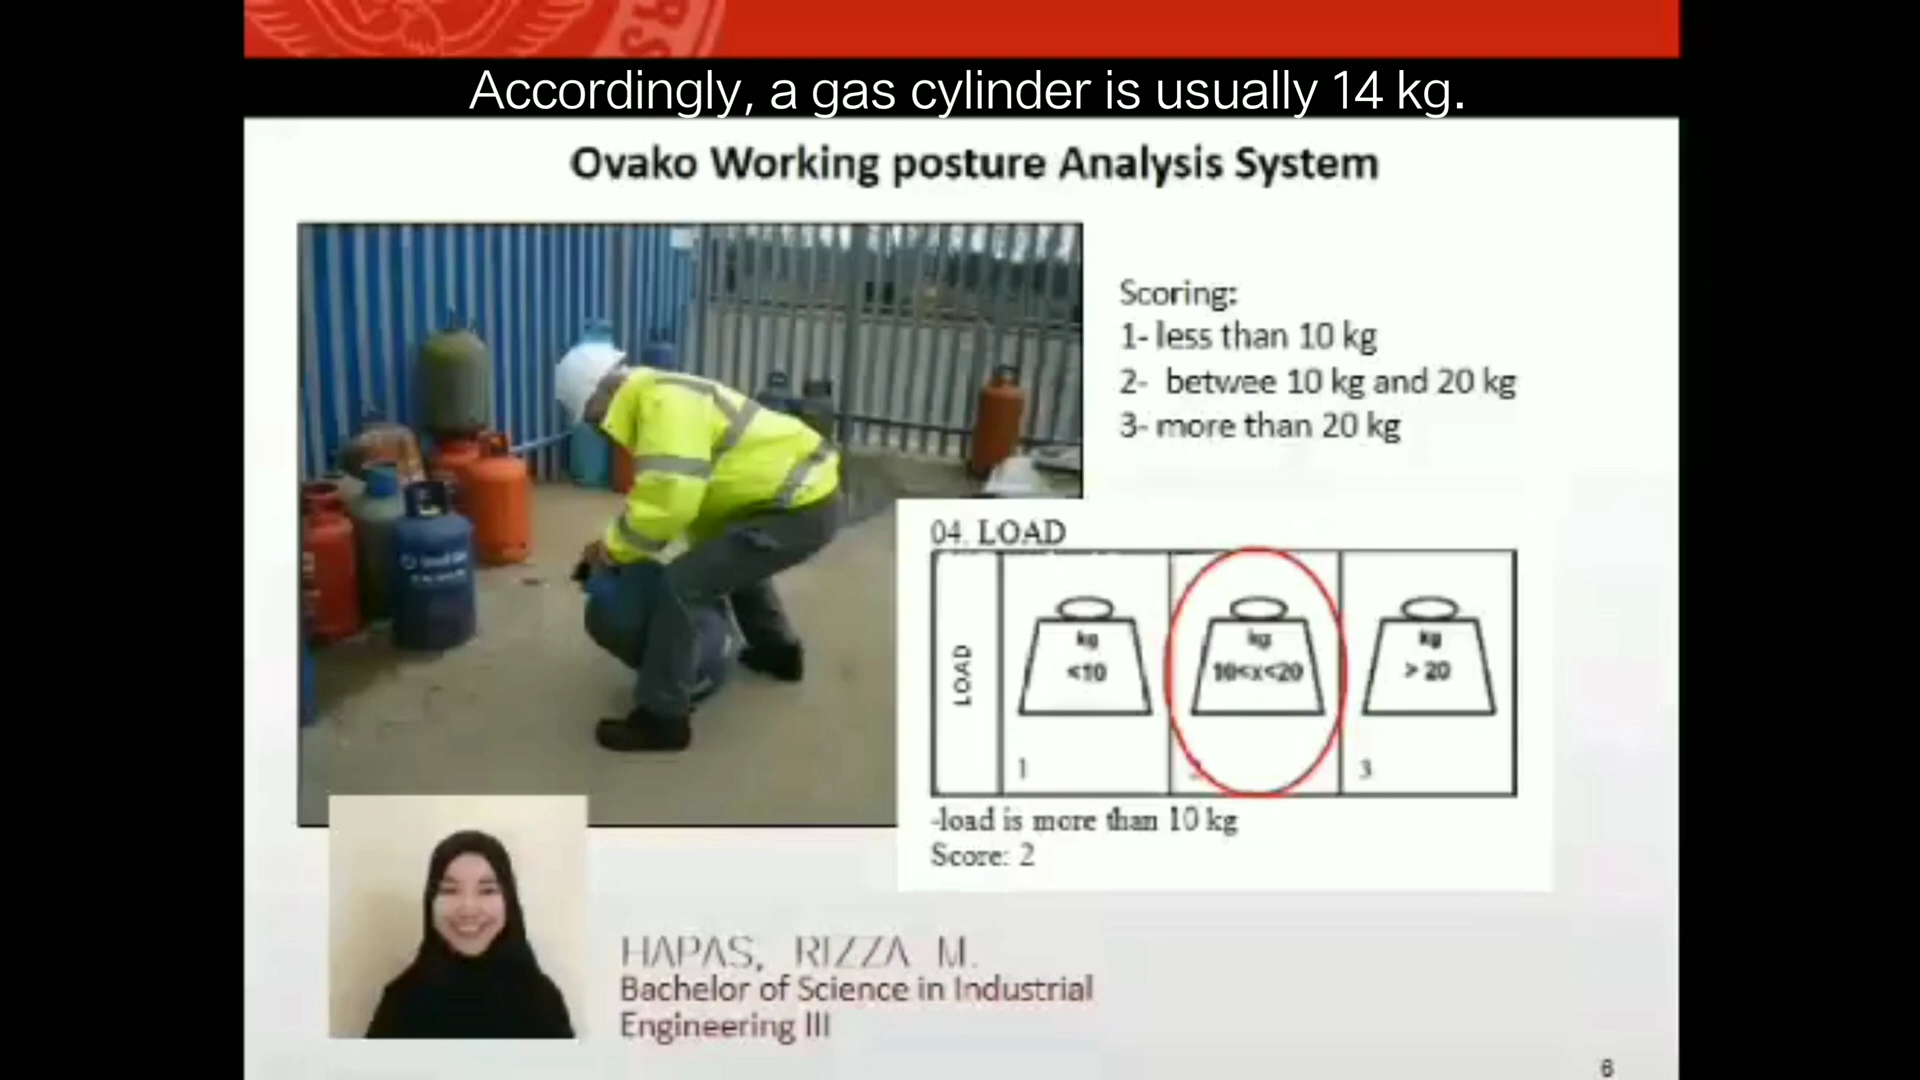 Accordingly, a gas cylinder is usually 14 kg.
Ovako Working posture Analysis System
Scoring:
1- less than 10 kg
2- betwee 10 kg and 20 kg
3- more than 20 kg
04. LOAD
LOAD
kg
<10
1
kg
10<x<20
2
kg
> 20
3
-load is more than 10 kg
Score: 2
HAPAS, RIZZA M.
Bachelor of Science in Industrial
Engineering III
6